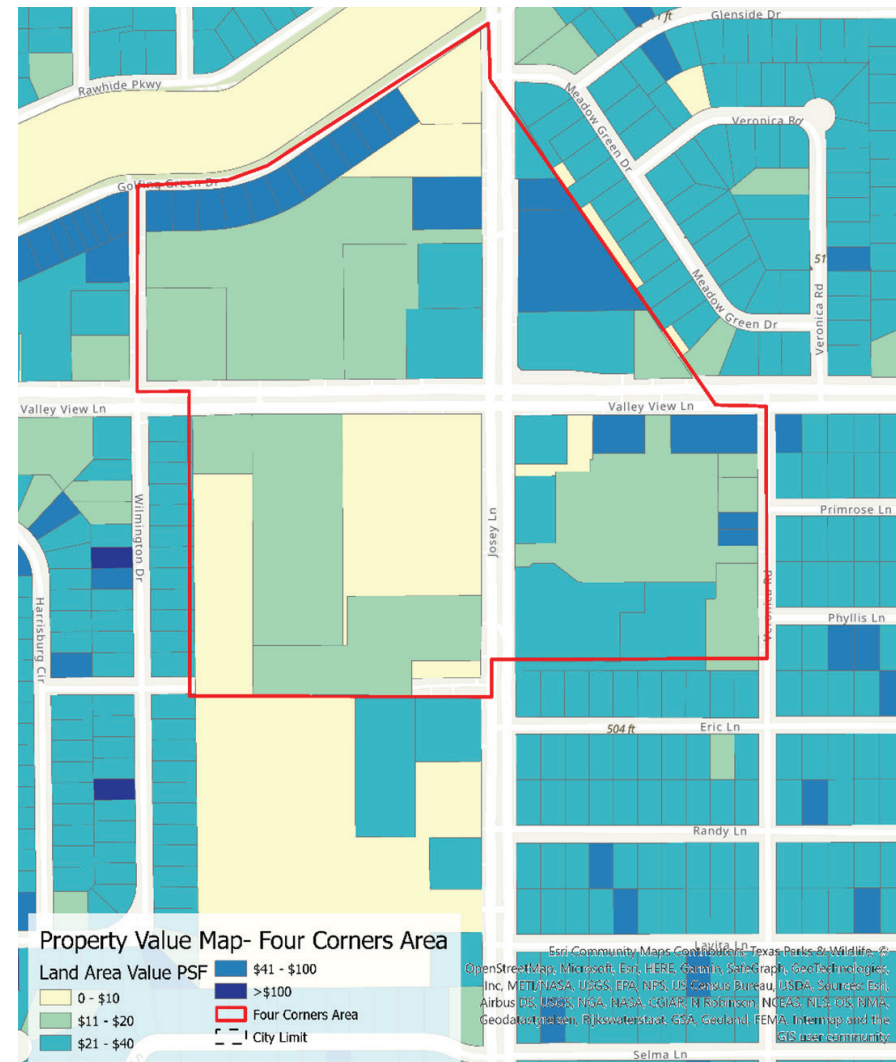 Glenside Dr
Rawhide Pkwy
Meadow Green Dr
Veronica Rd
Golfing Green Dr
51
Meadow Green Dr
Veronica Rd
Valley View Ln
Valley View Ln
Wilmington Dr
Josey Ln
Primrose Ln
Harrisburg Cir
Veronica Rd
Phyllis Ln
504 ft
Eric Ln
Randy Ln
Lavita Ln
Property Value Map- Four Corners Area
Land Area Value PSF
0 - $10
$11 - $20
$21 - $40
$41 - $100
>$100
Four Corners Area
City Limit
Esri Community Maps Contributors, Texas Parks & Wildlife, ©
OpenStreetMap, Microsoft, Esri, HERE, Garmin, SafeGraph, GeoTechnologies,
Inc, METI/NASA, USGS, EPA, NPS, US Census Bureau, USDA, Sources: Esri,
Airbus DS, USGS, NGA, NASA, CGIAR, N Robinson, NCEAS, NLS, OS, NMA,
Geodatastyrelsen, Rijkswaterstaat, GSA, Geoland, FEMA, Intermap and the
GIS user community
Selma Ln